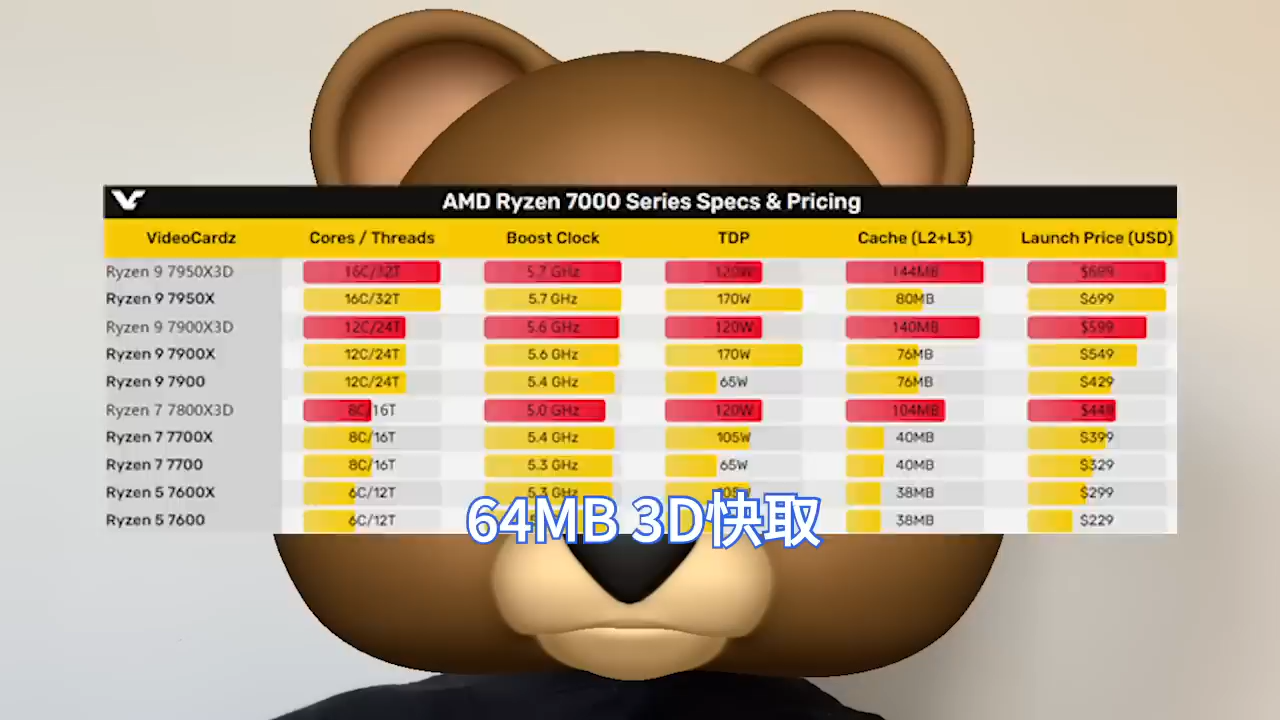 AMD Ryzen 7000 Series Specs & Pricing
VideoCardz Cores / Threads Boost Clock TDP Cache (L2+L3) Launch Price (USD)
Ryzen 9 7950X3D 16C/32T 5.7 GHz 120W 144MB $699
Ryzen 9 7950X 16C/32T 5.7 GHz 170W 80MB $699
Ryzen 9 7900X3D 12C/24T 5.6 GHz 120W 140MB $599
Ryzen 9 7900X 12C/24T 5.6 GHz 170W 76MB $549
Ryzen 9 7900 12C/24T 5.4 GHz 65W 76MB $429
Ryzen 7 7800X3D 8C/16T 5.0 GHz 120W 104MB $449
Ryzen 7 7700X 8C/16T 5.4 GHz 105W 40MB $399
Ryzen 7 7700 8C/16T 5.3 GHz 65W 40MB $329
Ryzen 5 7600X 6C/12T 5.3 GHz 105W 38MB $299
Ryzen 5 7600 6C/12T 38MB $229
64MB 3D快取